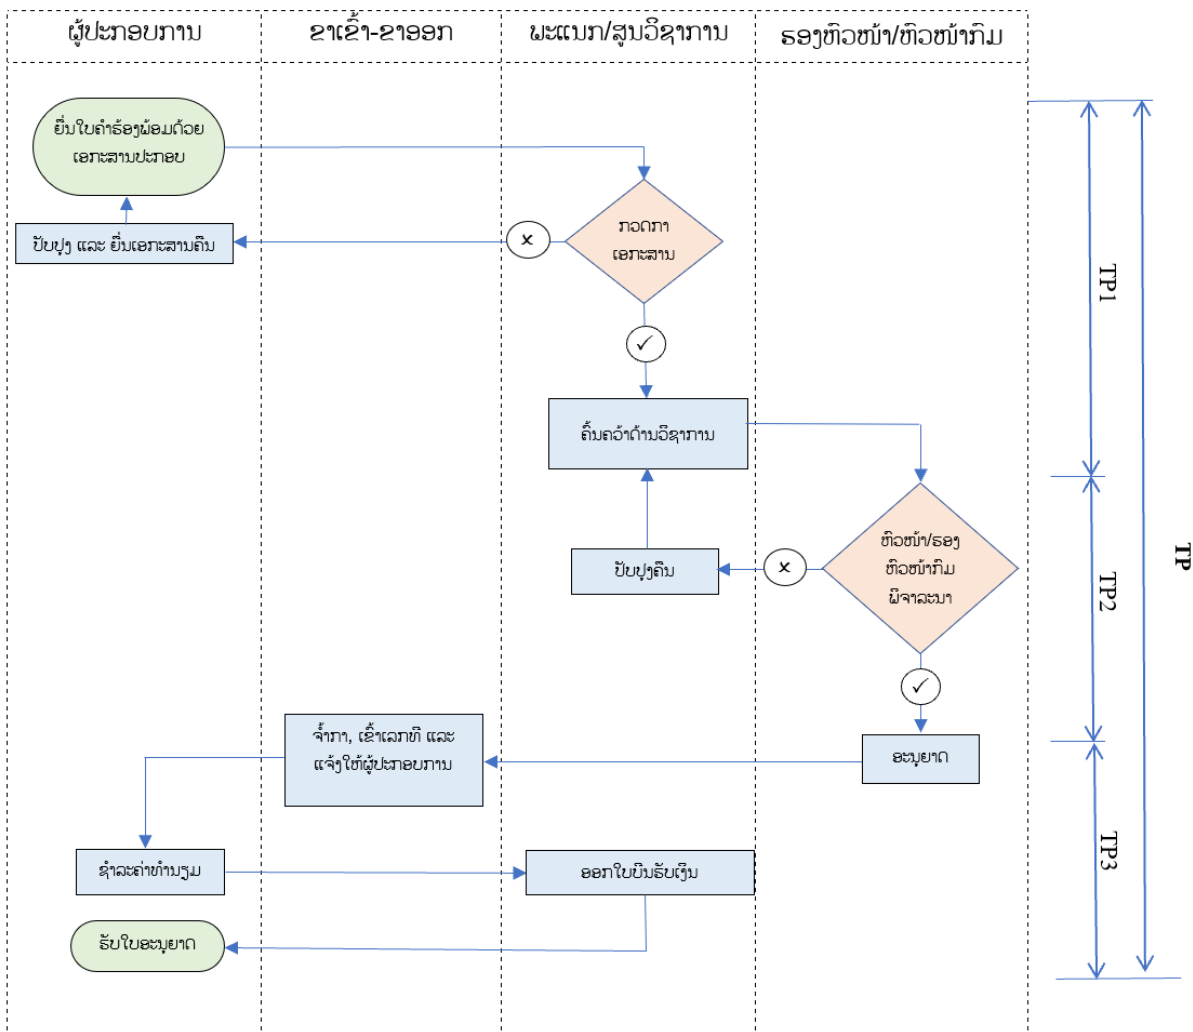 ຜູ້ປະກອບການ
ຂາເຂົ້າ-ຂາອອກ
ພະແນກ/ສູນວິຊາການ
ຮອງຫົວໜ້າ/ຫົວໜ້າກົມ
ຍື່ນໃບຄໍາຮ້ອງພ້ອມດ້ວຍ
ເອກະສານປະກອບ
ກວດກາ
ເອກະສານ
ປັບປຸງ ແລະ ຍື່ນເອກະສານຄືນ
TP1
ຄົ້ນຄວ້າດ້ານວິຊາການ
ຫົວໜ້າ/ຮອງ
ຫົວໜ້າກົມ
ພິຈາລະນາ
ປັບປຸງຄືນ
TP2
TP
ຈໍ້າກາ, ເຂົ້າເລກທີ ແລະ
ແຈ້ງໃຫ້ຜູ້ປະກອບການ
ອະນຸຍາດ
ຊໍາລະຄ່າທໍານຽມ
ອອກໃບບິນຮັບເງິນ
TP3
ຮັບໃບອະນຸຍາດ